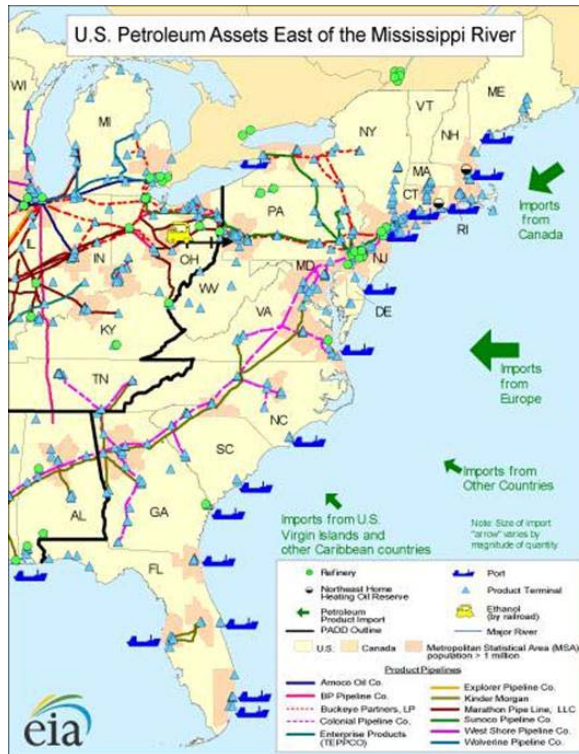 U.S. Petroleum Assets East of the Mississippi River
WI
MI
ME
VT
NH
NY
MA
CT
RI
PA
NJ
IL
IN
OH
MD
DE
WV
VA
KY
TN
NC
SC
AL
GA
FL
Imports
from
Canada
Imports
from
Europe
Imports from
Other Countries
Imports from U.S.
Virgin Islands and
other Caribbean countries
Note: Size of import
"arrow" varies by
magnitude of quantity.
Refinery
Port
Northeast Home
Heating Oil Reserve
Product Terminal
Petroleum
Product Import
Ethanol
(by railroad)
PADD Outline
Major River
U.S.
Canada
Metropolitan Statistical Area (MSA)
population > 1 million
Product Pipelines
Amoco Oil Co.
Explorer Pipeline Co.
BP Pipeline Co.
Kinder Morgan
Buckeye Partners, LP
Marathon Pipe Line, LLC
Colonial Pipeline Co.
Sunoco Pipeline Co.
Enterprise Products
(TEPPCO)
West Shore Pipeline Co.
Wolverine Pipeline Co.
eia